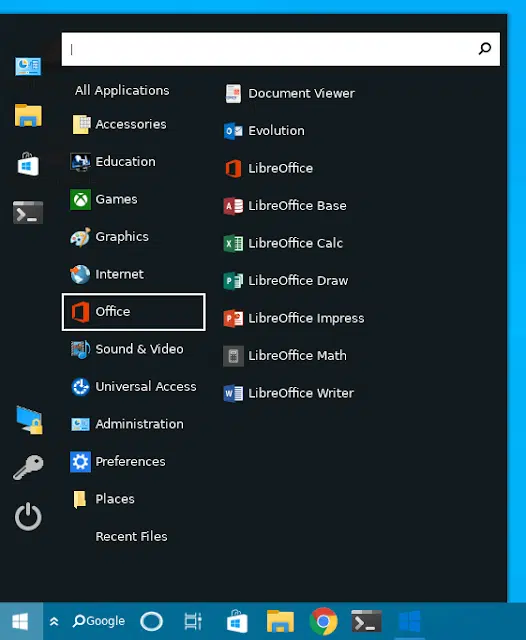 All Applications
Accessories
Education
Games
Graphics
Internet
Office
Sound & Video
Universal Access
Administration
Preferences
Places
Recent Files
Document Viewer
Evolution
LibreOffice
LibreOffice Base
LibreOffice Calc
LibreOffice Draw
LibreOffice Impress
LibreOffice Math
LibreOffice Writer
Google